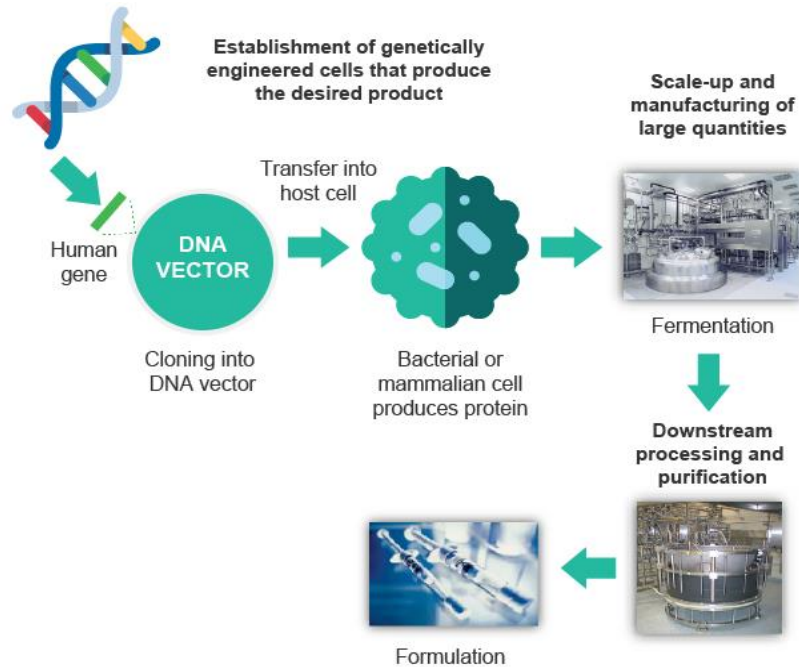 Establishment of genetically
engineered cells that produce
the desired product
Scale-up and
manufacturing of
large quantities
Transfer into
host cell
Human
gene
DNA
VECTOR
Cloning into
DNA vector
Bacterial or
mammalian cell
produces protein
Fermentation
Downstream
processing and
purification
Formulation